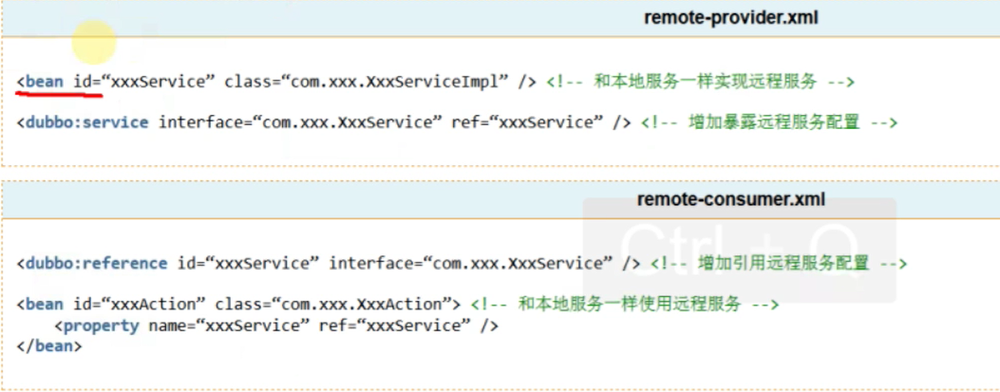 remote-provider.xml
<bean id=“xxxService” class=“com.xxx.XxxServiceImpl” /> <!-- 和本地服务一样实现远程服务 -->
<dubbo:service interface=“com.xxx.XxxService” ref=“xxxService” /> <!-- 增加暴露远程服务配置 -->
remote-consumer.xml
Ctrl + Q
<dubbo:reference id=“xxxService” interface=“com.xxx.XxxService” /> <!-- 增加引用远程服务配置 -->
<bean id=“xxxAction” class=“com.xxx.XxxAction”> <!-- 和本地服务一样使用远程服务 -->
<property name=“xxxService” ref=“xxxService” />
</bean>